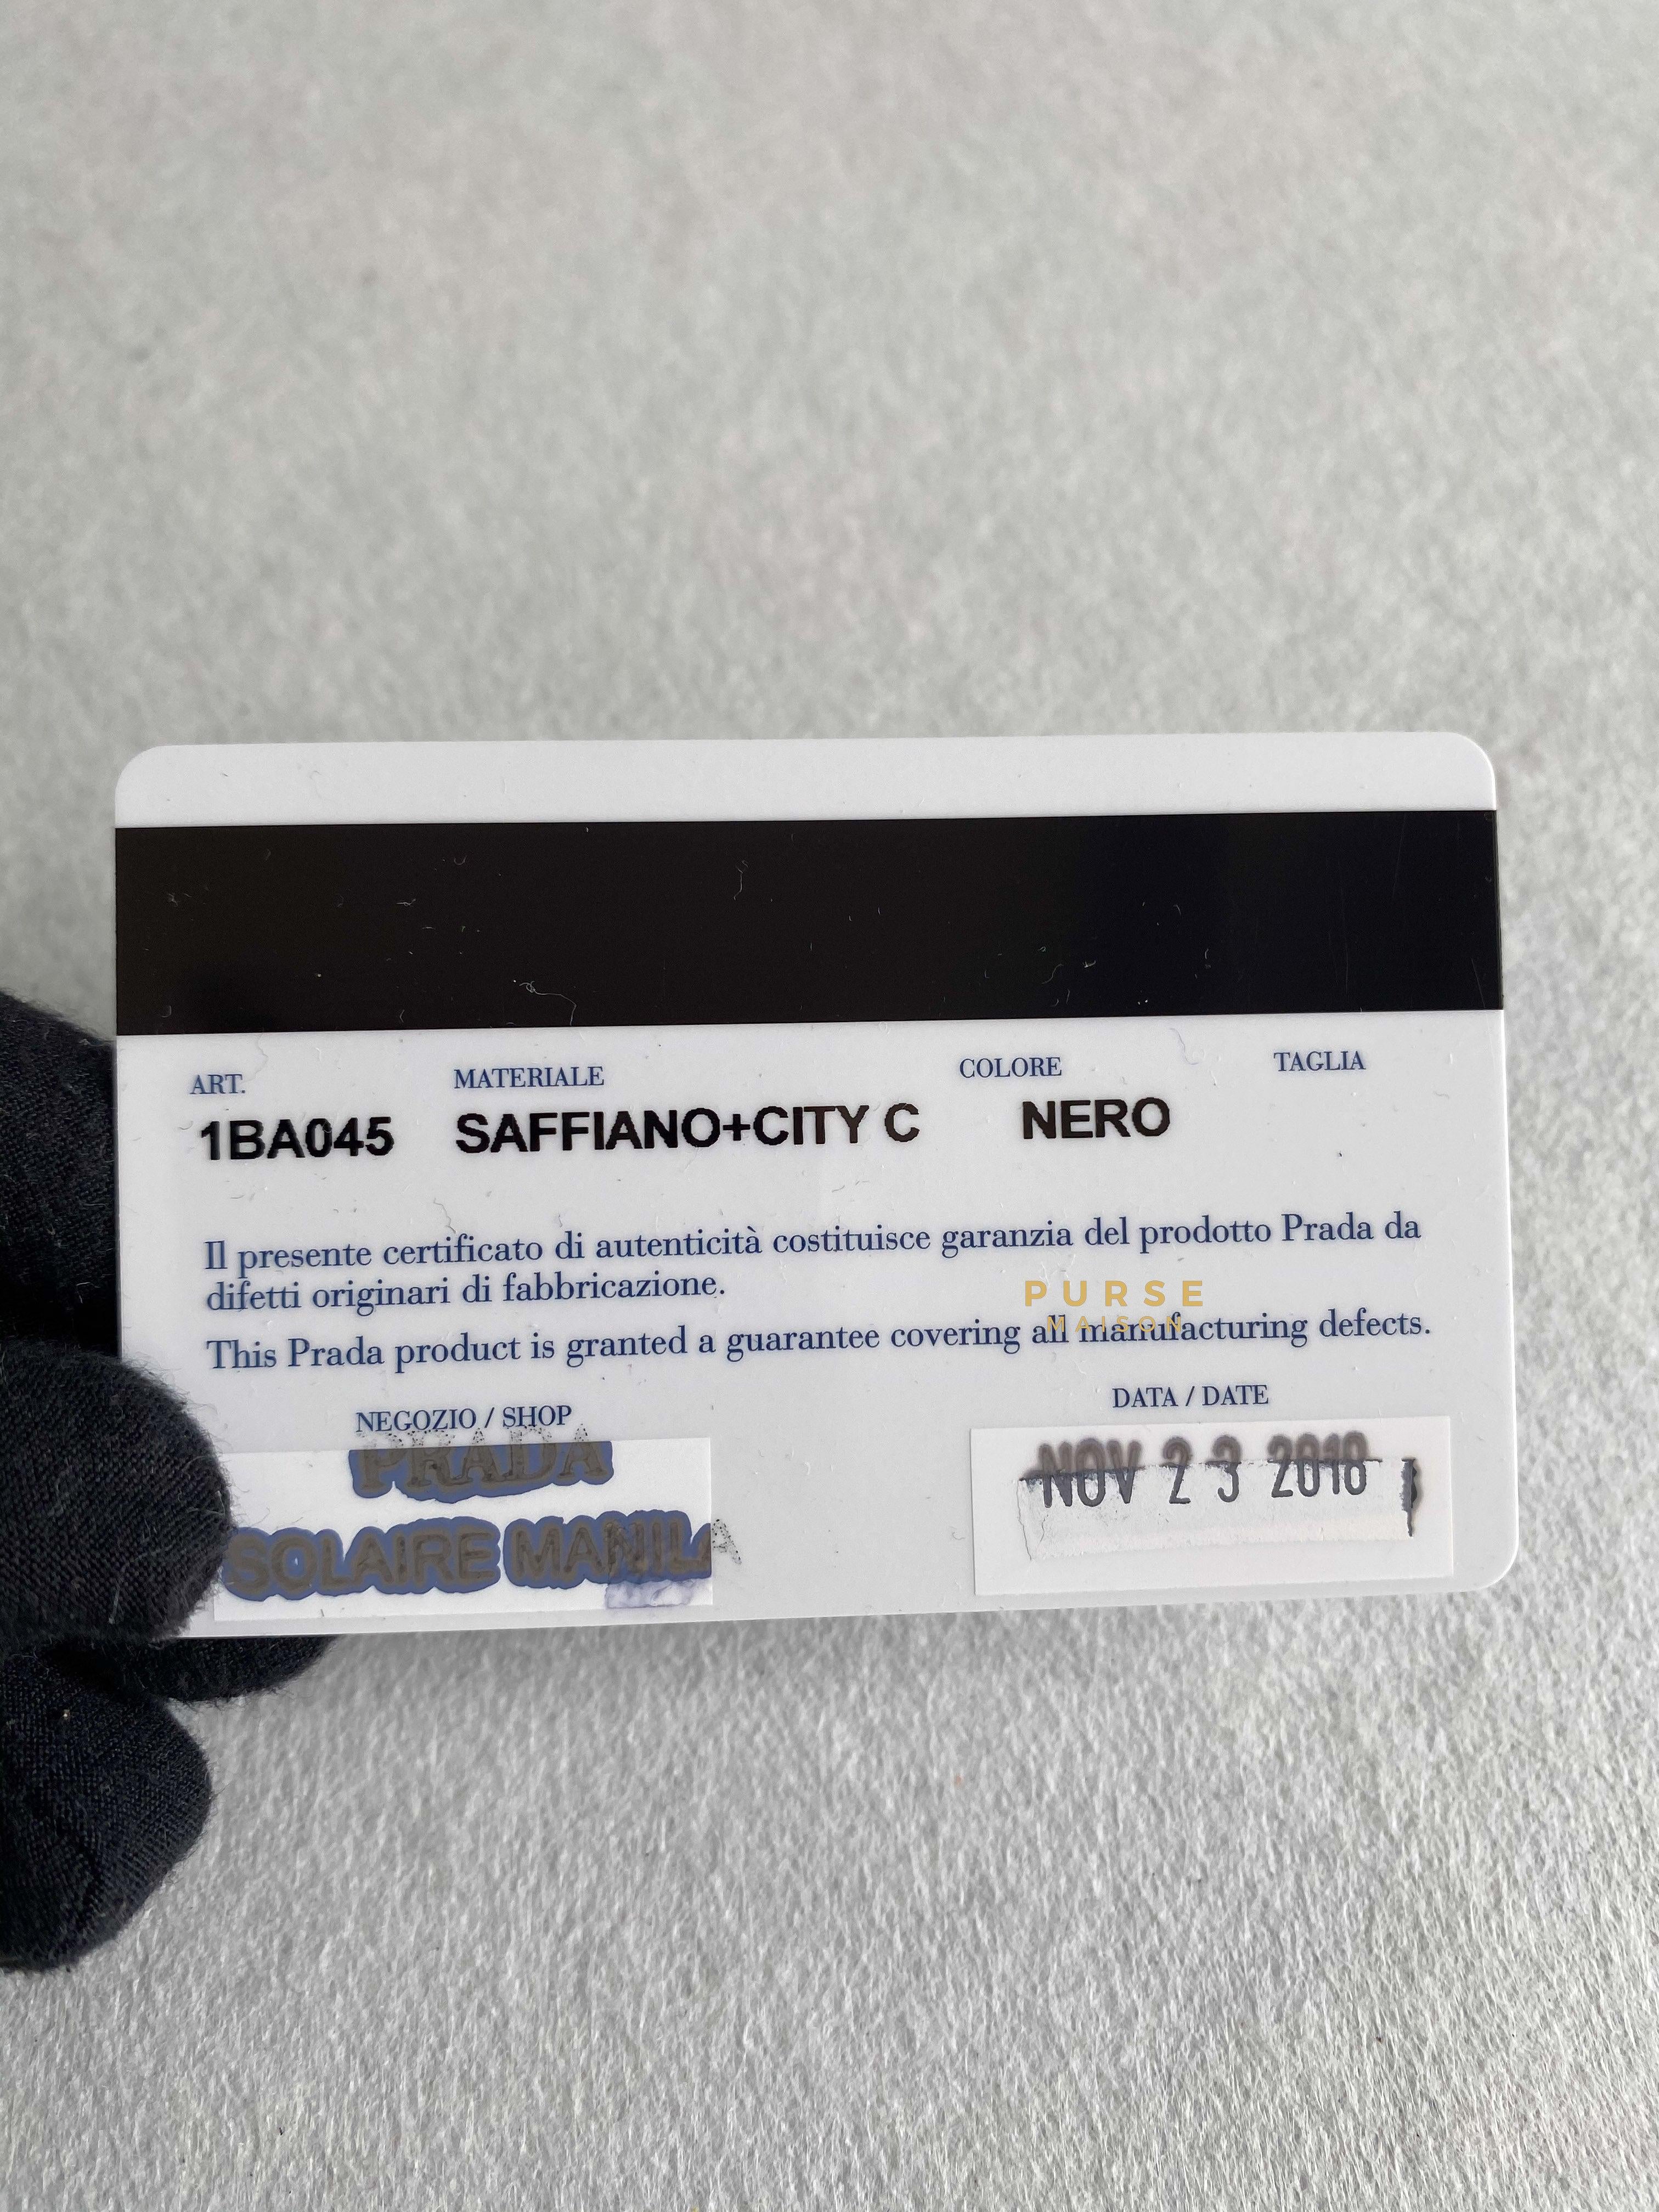 ART. MATERIALE COLORE TAGLIA
1BA045 SAFFIANO+CITY C NERO
Il presente certificato di autenticità costituisce garanzia del prodotto Prada da
difetti originari di fabbricazione.
PURSE
MAISON
This Prada product is granted a guarantee covering all manufacturing defects.
NEGOZIO / SHOP
PRADA
SOLAIRE MANILA
DATA / DATE
NOV 23 2018